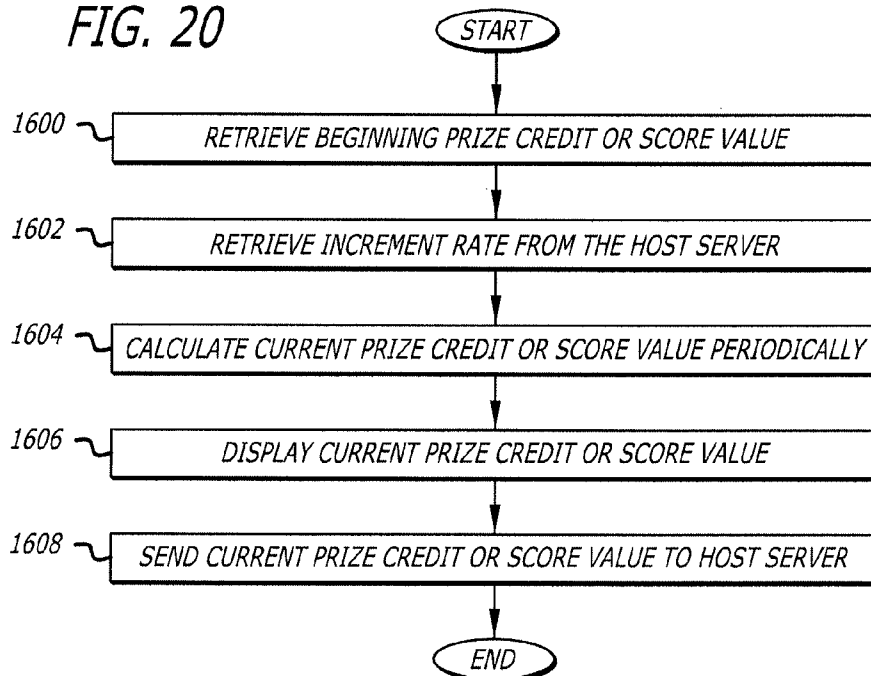 FIG. 20
START
1600
RETRIEVE BEGINNING PRIZE CREDIT OR SCORE VALUE
1602
RETRIEVE INCREMENT RATE FROM THE HOST SERVER
1604
CALCULATE CURRENT PRIZE CREDIT OR SCORE VALUE PERIODICALLY
1606
DISPLAY CURRENT PRIZE CREDIT OR SCORE VALUE
1608
SEND CURRENT PRIZE CREDIT OR SCORE VALUE TO HOST SERVER
END